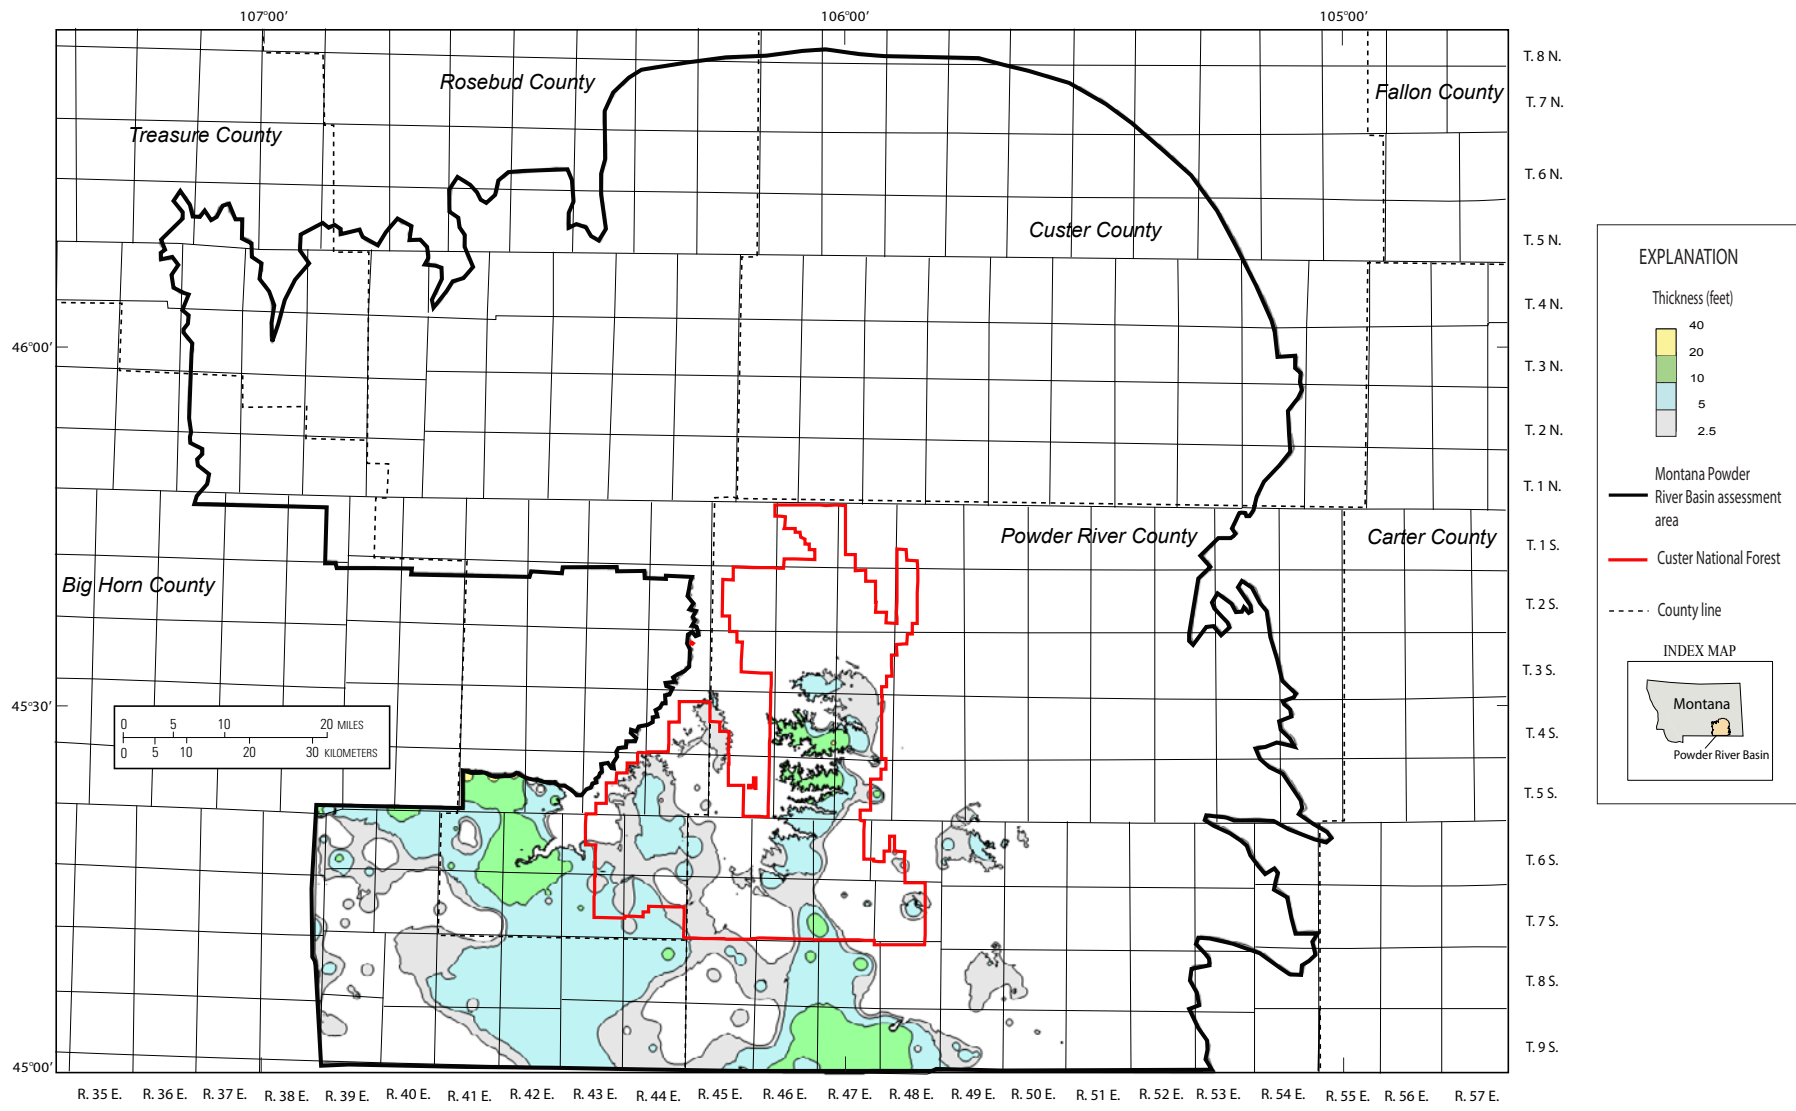 107°00′ 106°00′ 105°00′
T. 8 N.
Rosebud County
Fallon County
T. 7 N.
Treasure County
T. 6 N.
Custer County
T. 5 N.
EXPLANATION
Thickness (feet)
40
20
10
5
2.5
T. 4 N.
46°00′
T. 3 N.
T. 2 N.
Montana Powder
River Basin assessment
area
T. 1 N.
Powder River County
Carter County
T. 1 S.
Custer National Forest
Big Horn County
T. 2 S.
County line
INDEX MAP
Montana
Powder River Basin
T. 3 S.
45°30′
0 5 10 20 MILES
0 5 10 20 30 KILOMETERS
T. 4 S.
T. 5 S.
T. 6 S.
T. 7 S.
T. 8 S.
T. 9 S.
45°00′
R. 35 E. R. 36 E. R. 37 E. R. 38 E. R. 39 E. R. 40 E. R. 41 E. R. 42 E. R. 43 E. R. 44 E. R. 45 E. R. 46 E. R. 47 E. R. 48 E. R. 49 E. R. 50 E. R. 51 E. R. 52 E. R. 53 E. R. 54 E. R. 55 E. R. 56 E. R. 57 E.